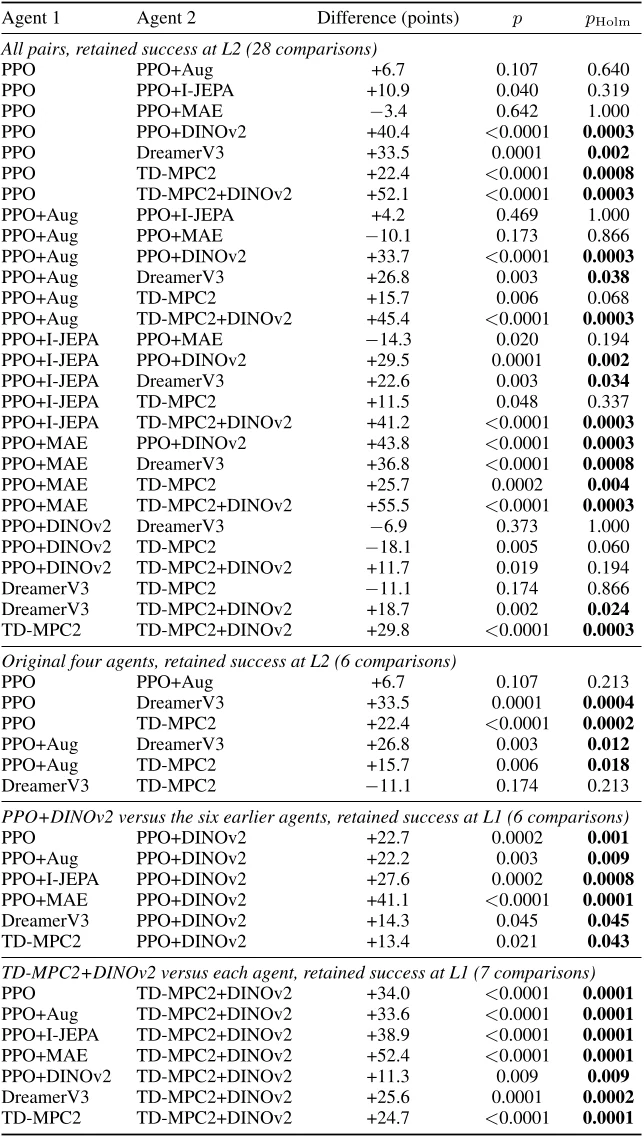 Agent 1 Agent 2 Difference (points) p pHolm
All pairs, retained success at L2 (28 comparisons)
PPO PPO+Aug +6.7 0.107 0.640
PPO PPO+I-JEPA +10.9 0.040 0.319
PPO PPO+MAE −3.4 0.642 1.000
PPO PPO+DINOv2 +40.4 <0.0001 0.0003
PPO DreamerV3 +33.5 0.0001 0.002
PPO TD-MPC2 +22.4 <0.0001 0.0008
PPO TD-MPC2+DINOv2 +52.1 <0.0001 0.0003
PPO+Aug PPO+I-JEPA +4.2 0.469 1.000
PPO+Aug PPO+MAE −10.1 0.173 0.866
PPO+Aug PPO+DINOv2 +33.7 <0.0001 0.0003
PPO+Aug DreamerV3 +26.8 0.003 0.038
PPO+Aug TD-MPC2 +15.7 0.006 0.068
PPO+Aug TD-MPC2+DINOv2 +45.4 <0.0001 0.0003
PPO+I-JEPA PPO+MAE −14.3 0.020 0.194
PPO+I-JEPA PPO+DINOv2 +29.5 0.0001 0.002
PPO+I-JEPA DreamerV3 +22.6 0.003 0.034
PPO+I-JEPA TD-MPC2 +11.5 0.048 0.337
PPO+I-JEPA TD-MPC2+DINOv2 +41.2 <0.0001 0.0003
PPO+MAE PPO+DINOv2 +43.8 <0.0001 0.0003
PPO+MAE DreamerV3 +36.8 <0.0001 0.0008
PPO+MAE TD-MPC2 +25.7 0.0002 0.004
PPO+MAE TD-MPC2+DINOv2 +55.5 <0.0001 0.0003
PPO+DINOv2 DreamerV3 −6.9 0.373 1.000
PPO+DINOv2 TD-MPC2 −18.1 0.005 0.060
PPO+DINOv2 TD-MPC2+DINOv2 +11.7 0.019 0.194
DreamerV3 TD-MPC2 −11.1 0.174 0.866
DreamerV3 TD-MPC2+DINOv2 +18.7 0.002 0.024
TD-MPC2 TD-MPC2+DINOv2 +29.8 <0.0001 0.0003
Original four agents, retained success at L2 (6 comparisons)
PPO PPO+Aug +6.7 0.107 0.213
PPO DreamerV3 +33.5 0.0001 0.0004
PPO TD-MPC2 +22.4 <0.0001 0.0002
PPO+Aug DreamerV3 +26.8 0.003 0.012
PPO+Aug TD-MPC2 +15.7 0.006 0.018
DreamerV3 TD-MPC2 −11.1 0.174 0.213
PPO+DINOv2 versus the six earlier agents, retained success at L1 (6 comparisons)
PPO PPO+DINOv2 +22.7 0.0002 0.001
PPO+Aug PPO+DINOv2 +22.2 0.003 0.009
PPO+I-JEPA PPO+DINOv2 +27.6 0.0002 0.0008
PPO+MAE PPO+DINOv2 +41.1 <0.0001 0.0001
DreamerV3 PPO+DINOv2 +14.3 0.045 0.045
TD-MPC2 PPO+DINOv2 +13.4 0.021 0.043
TD-MPC2+DINOv2 versus each agent, retained success at L1 (7 comparisons)
PPO TD-MPC2+DINOv2 +34.0 <0.0001 0.0001
PPO+Aug TD-MPC2+DINOv2 +33.6 <0.0001 0.0001
PPO+I-JEPA TD-MPC2+DINOv2 +38.9 <0.0001 0.0001
PPO+MAE TD-MPC2+DINOv2 +52.4 <0.0001 0.0001
PPO+DINOv2 TD-MPC2+DINOv2 +11.3 0.009 0.009
DreamerV3 TD-MPC2+DINOv2 +25.6 0.0001 0.0002
TD-MPC2 TD-MPC2+DINOv2 +24.7 <0.0001 0.0001